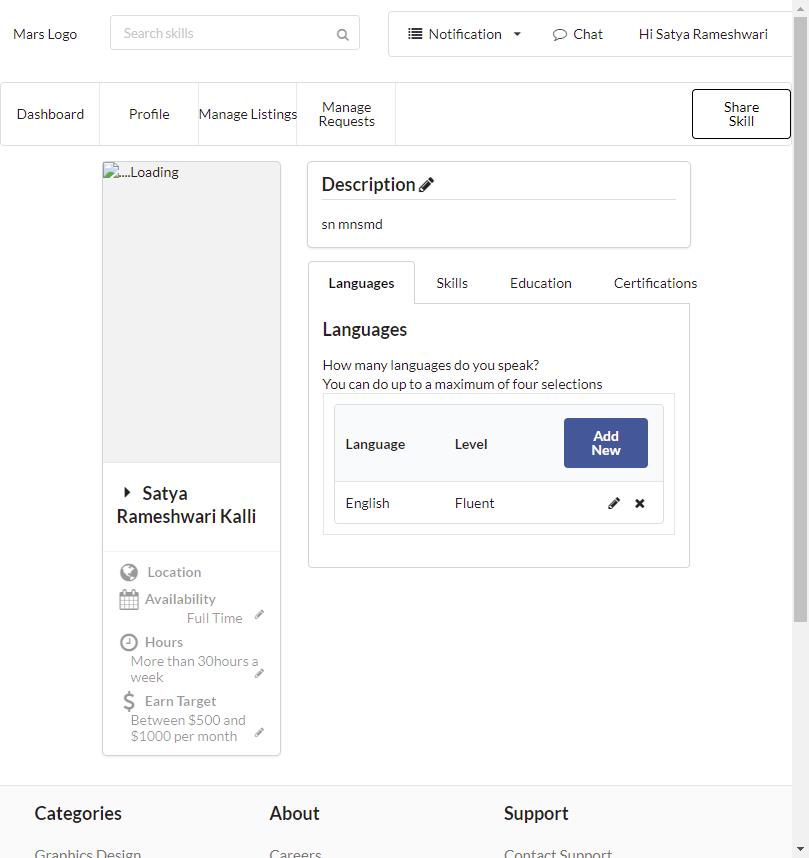 Mars Logo
Search skills
Notification
Chat
Hi Satya Rameshwari
Dashboard
Profile
Manage Listings
Manage
Requests
Share
Skill
....Loading
Satya
Rameshwari Kalli
Location
Availability
Full Time
Hours
More than 30hours a
week
Earn Target
Between $500 and
$1000 per month
Description
sn mnsmd
Languages
Skills
Education
Certifications
Languages
How many languages do you speak?
You can do up to a maximum of four selections
Language
Level
Add
New
English
Fluent
Categories
About
Support
Graphics Design
Careers
Contact Support